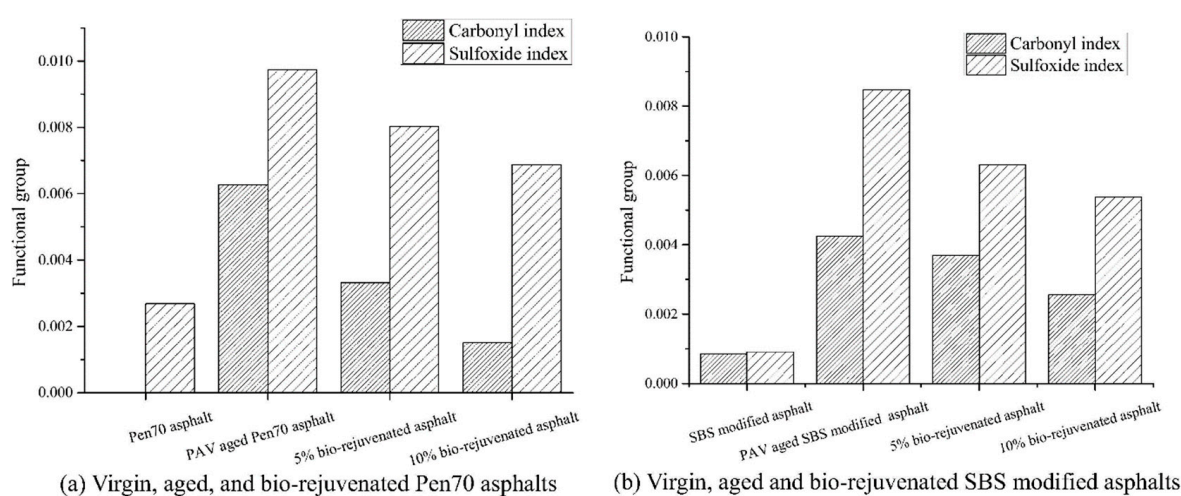 Carbonyl index
Sulfoxide index
0.010
0.008
0.006
0.004
0.002
0.000
Functional group
Pen70 asphalt
PAV aged Pen70 asphalt
5% bio-rejuvenated asphalt
10% bio-rejuvenated asphalt
(a) Virgin, aged, and bio-rejuvenated Pen70 asphalts
Carbonyl index
Sulfoxide index
0.010
0.008
0.006
0.004
0.002
0.000
Functional group
SBS modified asphalt
PAV aged SBS modified asphalt
5% bio-rejuvenated asphalt
10% bio-rejuvenated asphalt
(b) Virgin, aged and bio-rejuvenated SBS modified asphalts